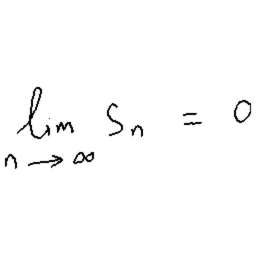 lim S_n = 0
n → ∞